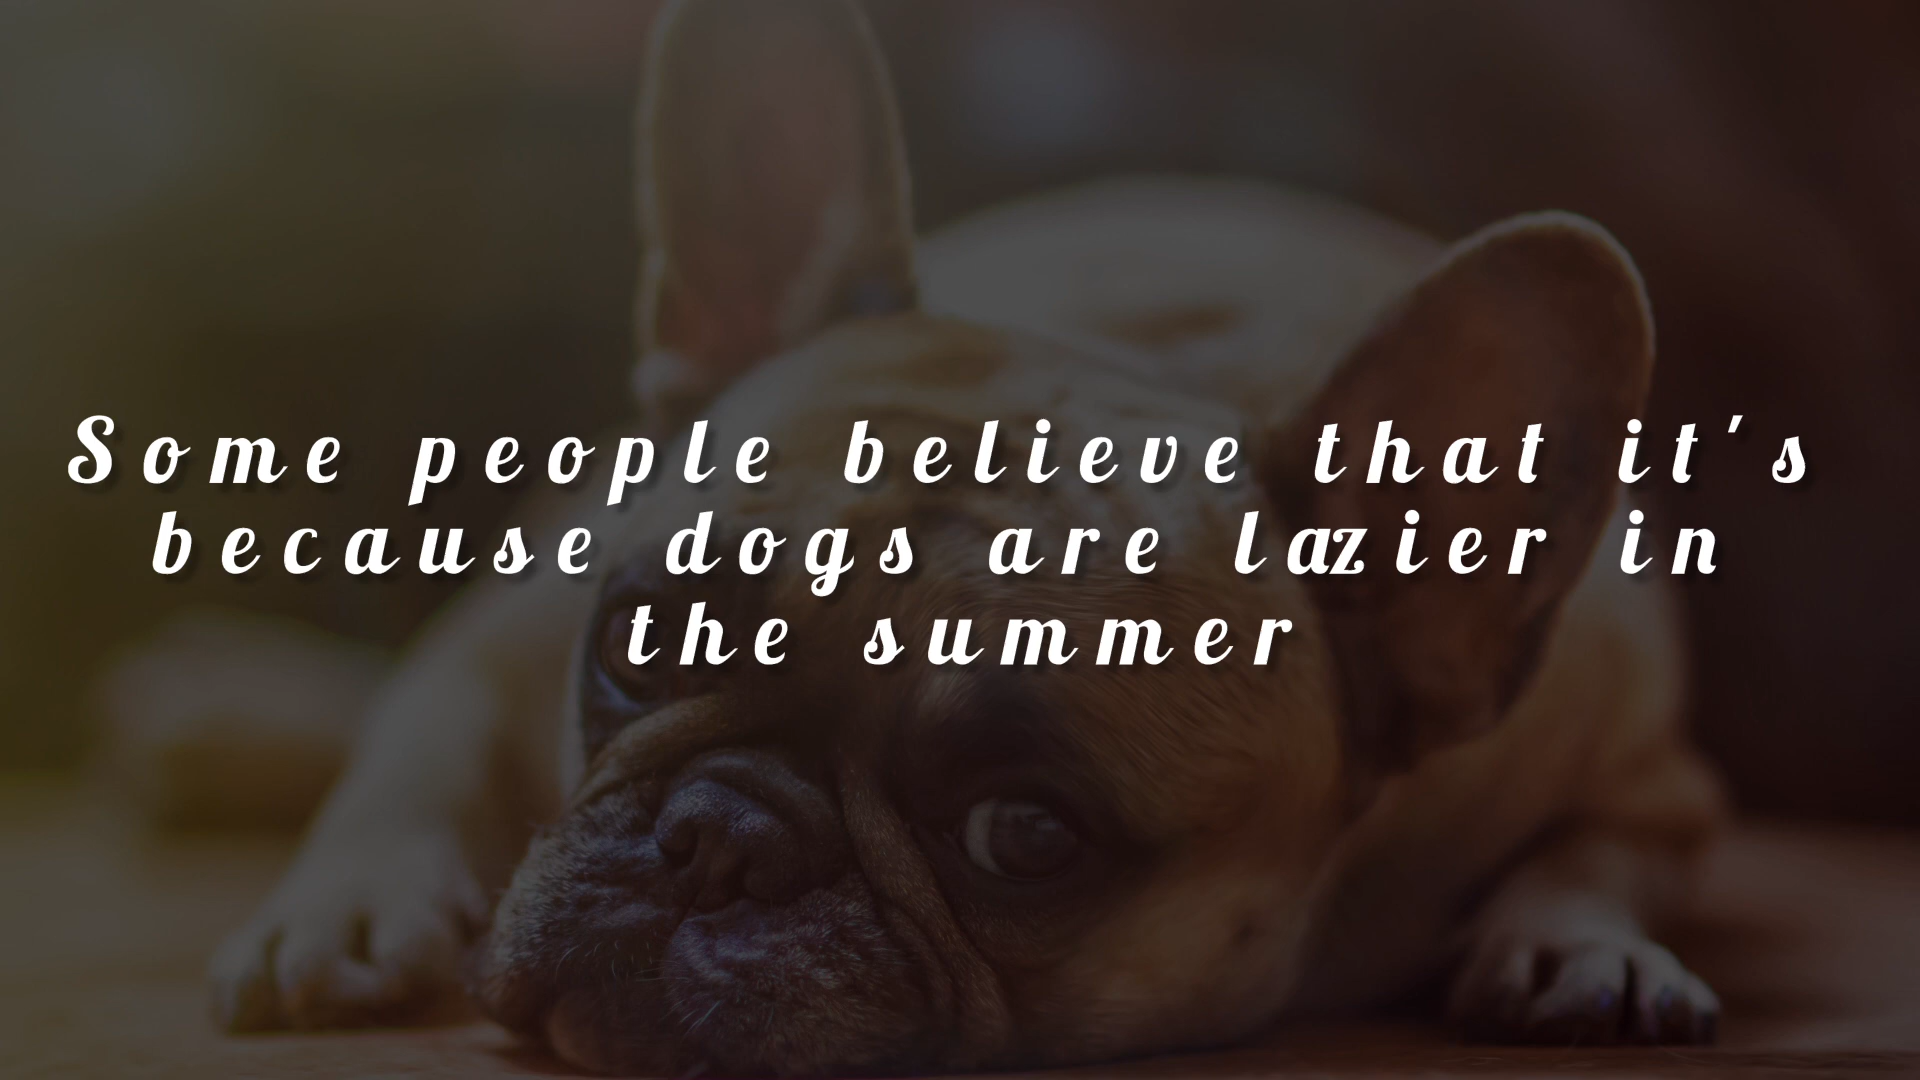 Some people believe that it's
because dogs are lazier in
the summer